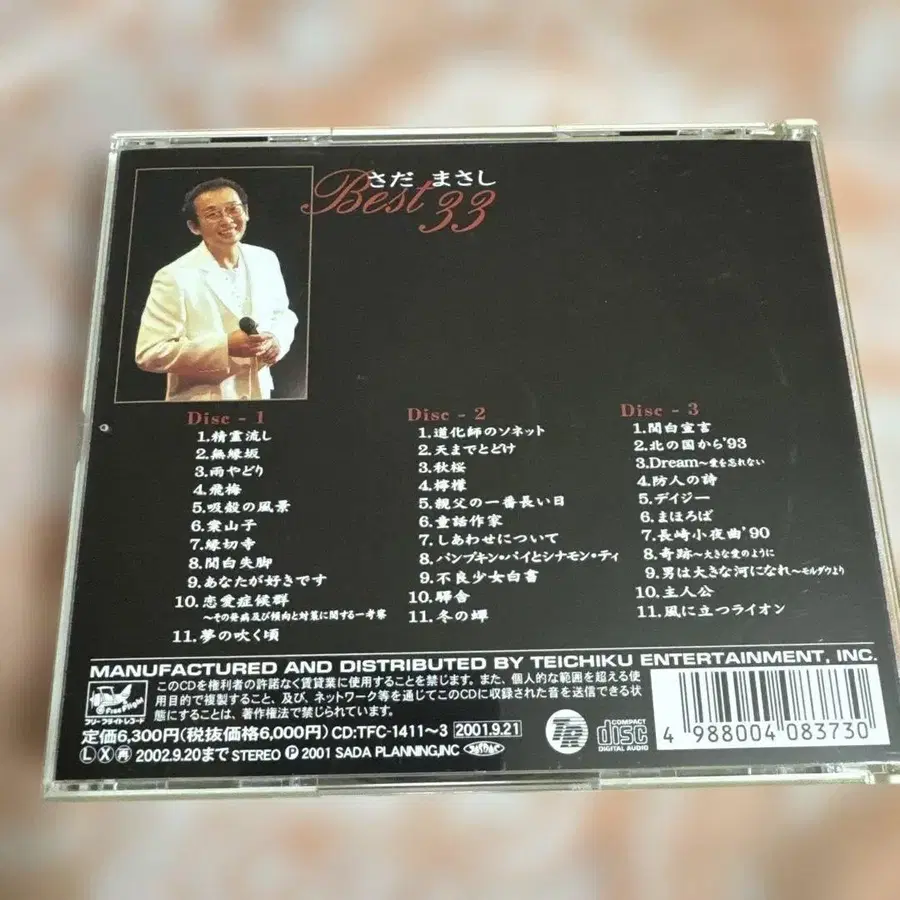 さだ まさし
Best 33
Disc - 1
1.精霊流し
2.無縁坂
3.雨やどり
4.飛梅
5.吸殻の風景
6.案山子
7.縁切寺
8.関白失脚
9.あなたが好きです
10.恋愛症候群
～その発病及び傾向と対策に関する一考察
11.夢の吹く頃
Disc - 2
1.道化師のソネット
2.天までとどけ
3.秋桜
4.檸檬
5.親父の一番長い日
6.童話作家
7.しあわせについて
8.パンプキン・パイとシナモン・ティ
9.不良少女白書
10.驛舎
11.冬の蝉
Disc - 3
1.関白宣言
2.北の国から'93
3.Dream～愛を忘れない
4.防人の詩
5.デイジー
6.まほろば
7.長崎小夜曲'90
8.奇跡～大きな愛のように
9.男は大きな河になれ～モルダウより
10.主人公
11.風に立つライオン
MANUFACTURED AND DISTRIBUTED BY TEICHIKU ENTERTAINMENT, INC.
Free Flight
フリーフライトレコード
このCDを権利者の許諾なく賃貸業に使用することを禁じます。また、個人的な範囲を超える使
用目的で複製すること、及び、ネットワーク等を通じてこのCDに収録された音を送信できる状
態にすることは、著作権法で禁じられています。
定価6,300円(税抜価格6,000円) CD:TFC-1411～3 2001.9.21
L X 再 2002.9.20まで STEREO Ⓟ 2001 SADA PLANNING,INC JASRAC
COMPACT
disc
DIGITAL AUDIO
4 988004 083730